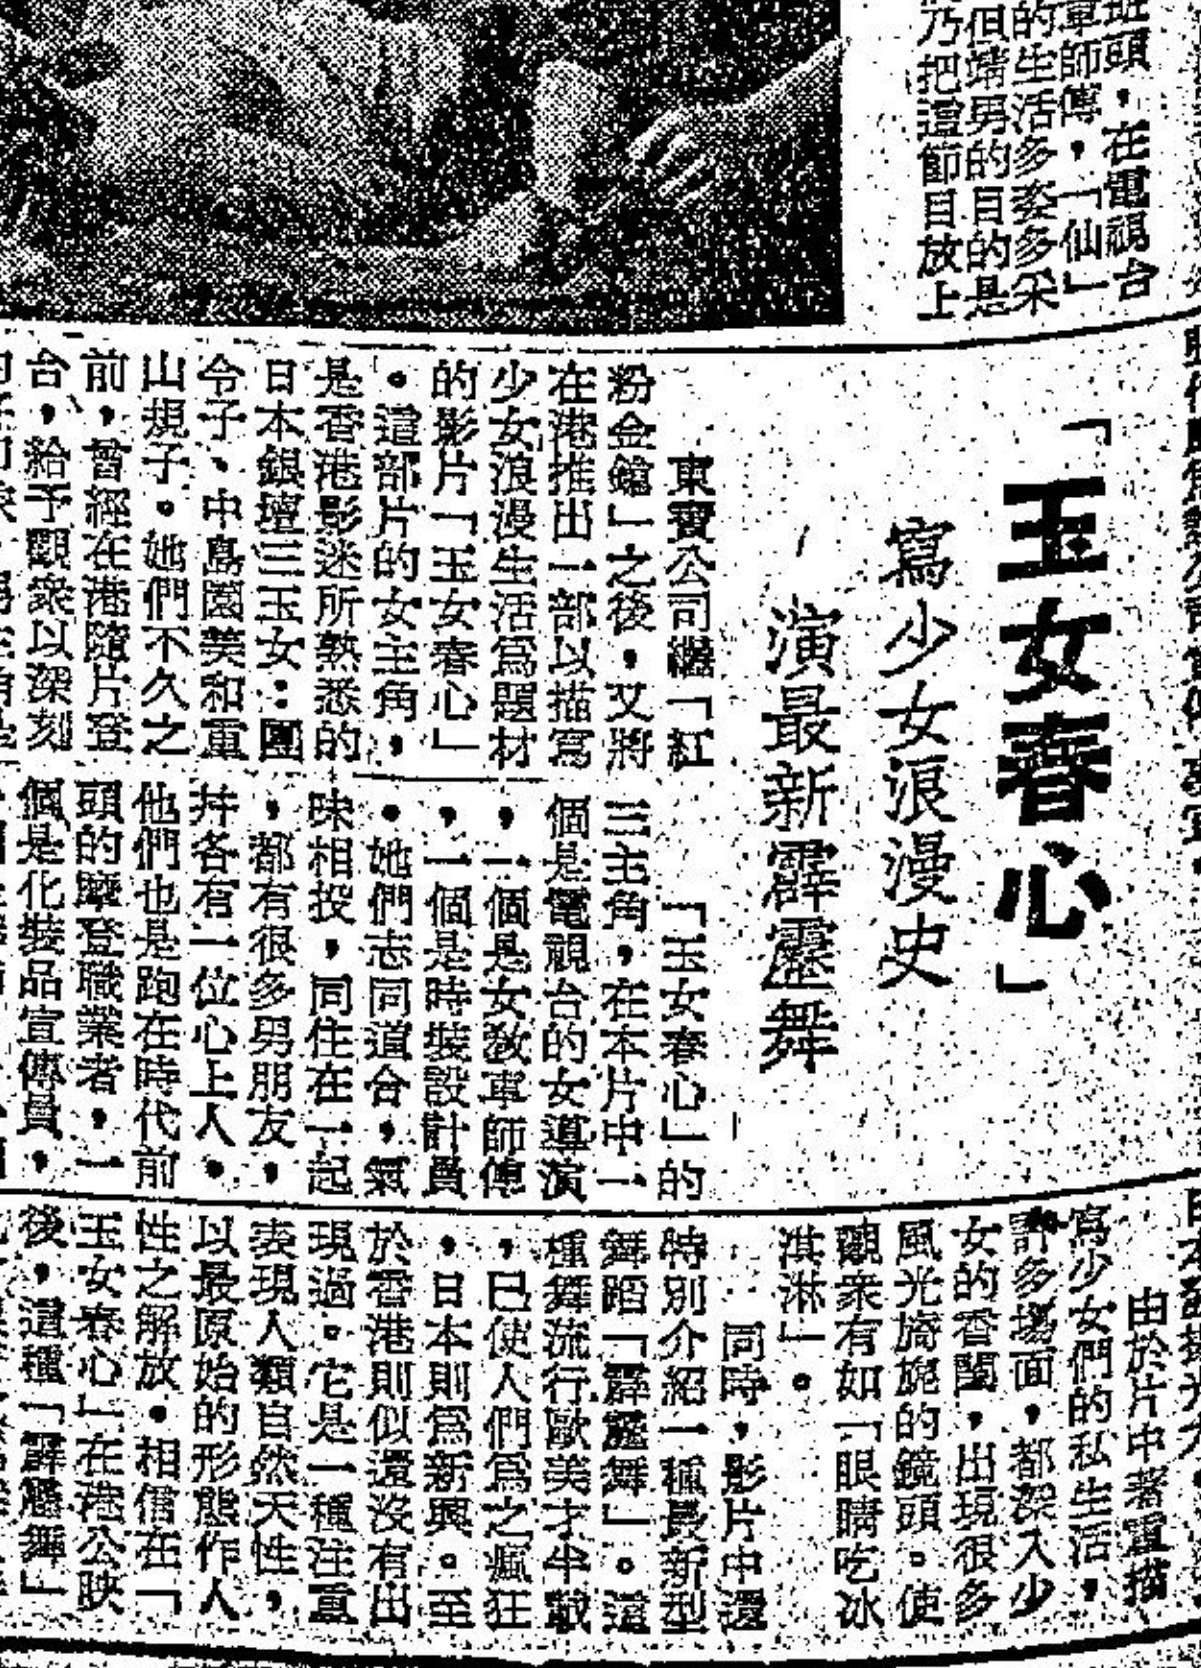 班頭，在電視台
車師傅，「仙」
的生活多姿多采
但靖男的目的是
乃把這節目放上
「玉女春心」
寫少女浪漫史
演最新霹靂舞
東寶公司繼「紅
粉金鎗」之後，又將
在港推出一部以描寫
少女浪漫生活爲題材
的影片「玉女春心」
。這部片的女主角，
是香港影迷所熟悉的
日本銀壇三玉女：團
令子、中島園美和重
山規子。她們不久之
前，曾經在港隨片登
台，給予觀衆以深刻
「玉女春心」的
三主角，在本片中一
個是電視台的女導演
，一個是女教車師傅
，一個是時裝設計員
。她們志同道合，氣
味相投，同住在一起
，都有很多男朋友，
幷各有一位心上人。
他們也是跑在時代前
頭的摩登職業者，一
個是化裝品宣傳員，
由於片中著重描
寫少女們的私生活，
許多塲面，都深入少
女的香閨，出現很多
風光旖旎的鏡頭。使
觀衆有如「眼睛吃冰
淇淋」。
同時，影片中還
特別介紹一種最新型
舞蹈「霹靂舞」。這
種舞流行歐美才半載
，已使人們爲之瘋狂
，日本則爲新興。至
於香港則似還沒有出
現過。它是一種注重
表現人類自然天性，
以最原始的形態作人
性之解放。相信在「
玉女春心」在港公映
後，這種「霹靂舞」